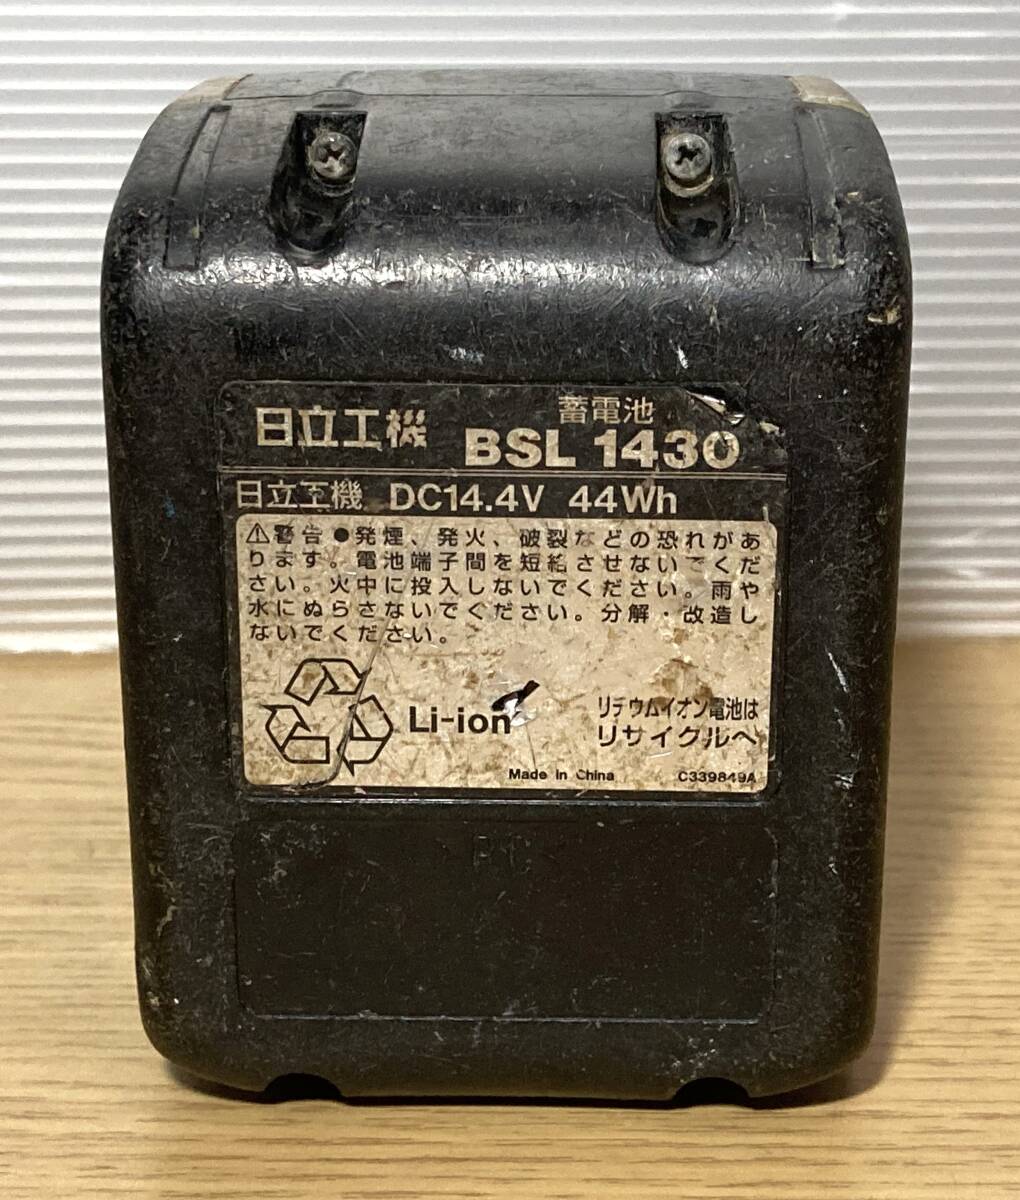 日立工機
蓄電池
BSL 1430
日立工機 DC14.4V 44Wh
⚠警告 ●発煙、発火、破裂などの恐れがあ
ります。電池端子間を短絡させないでくだ
さい。火中に投入しないでください。雨や
水にぬらさないでください。分解・改造し
ないでください。
Li-ion
リチウムイオン電池は
リサイクルへ
Made in China
C339849A
>PC<